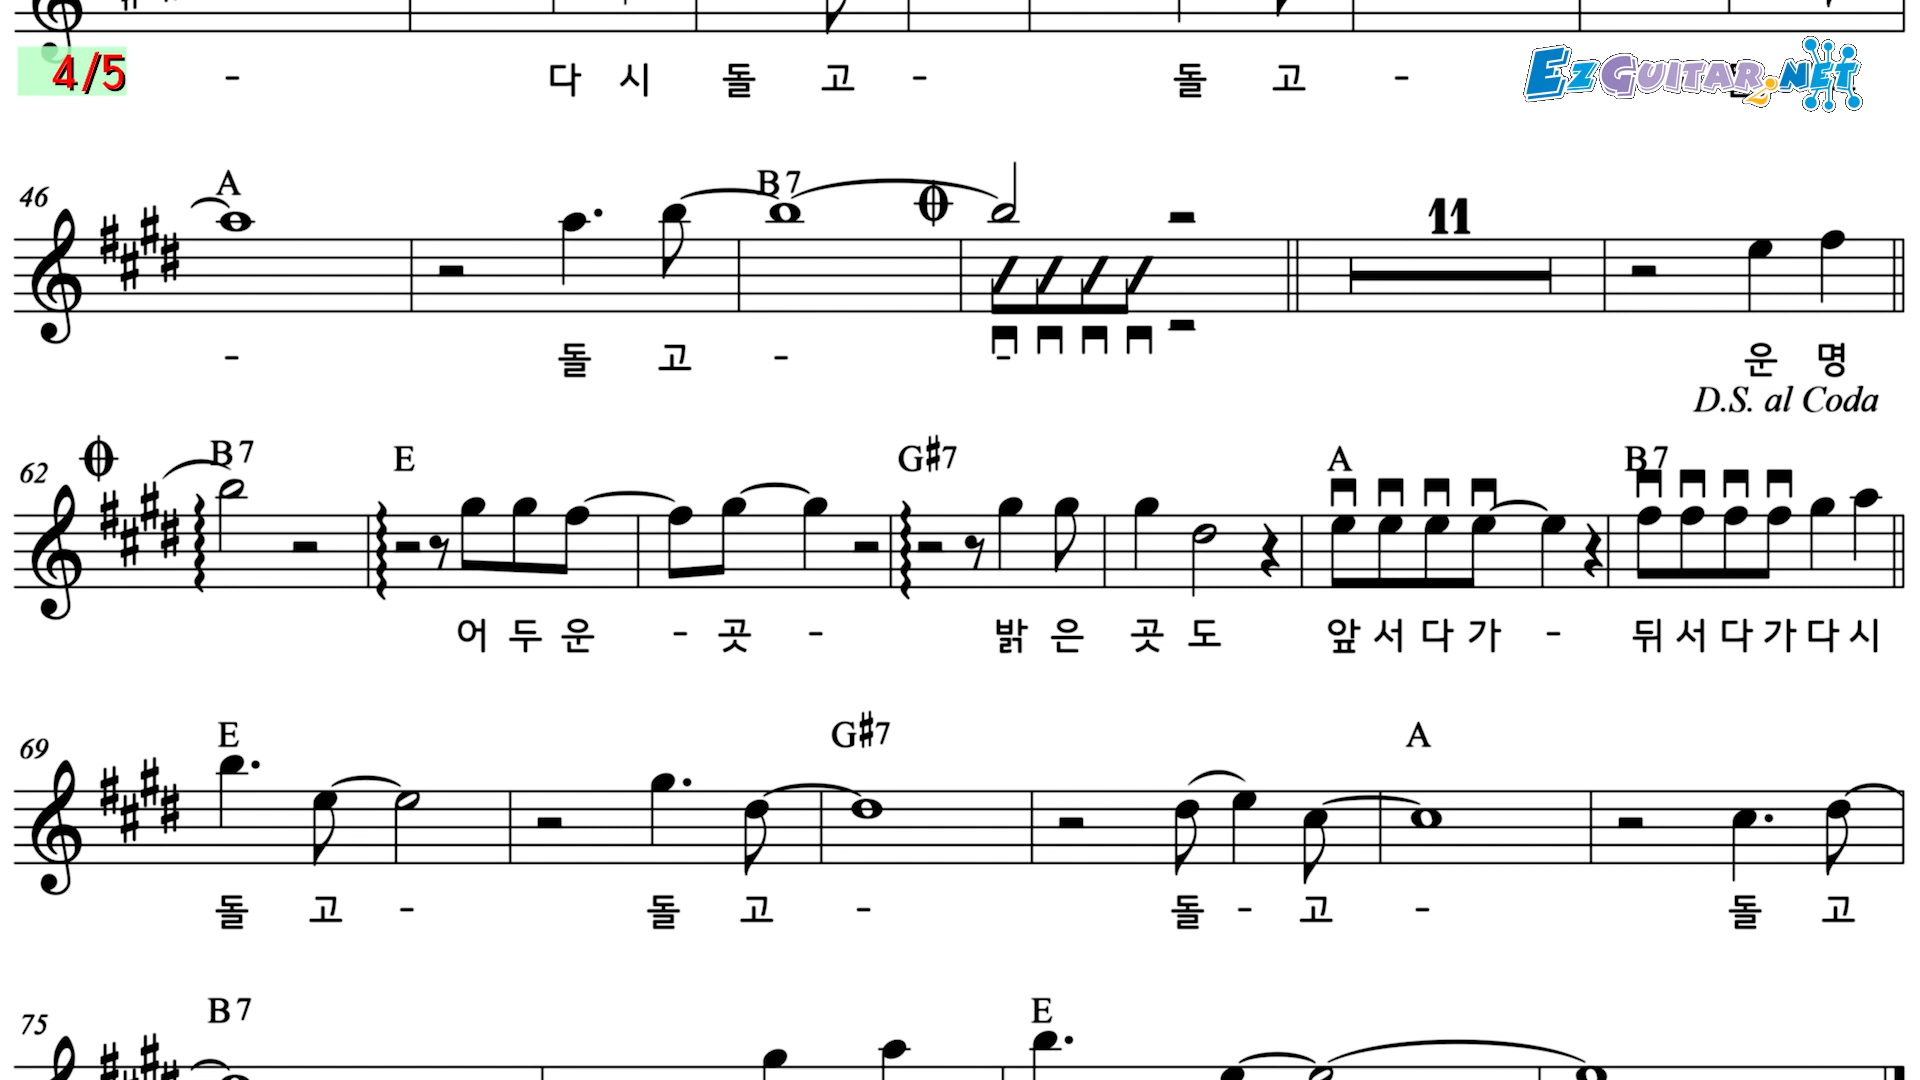 4/5
- 다 시 돌 고 - 돌 고 -
EzGuitar2.NET
46 A B7
11
- 돌 고 - - 운 명
D.S. al Coda
62 B7 E G#7 A B7
어 두 운 - 곳 - 밝 은 곳 도 앞 서 다 가 - 뒤 서 다 가 다 시
69 E G#7 A
돌 고 - 돌 고 - 돌 - 고 - 돌 고
75 B7 E